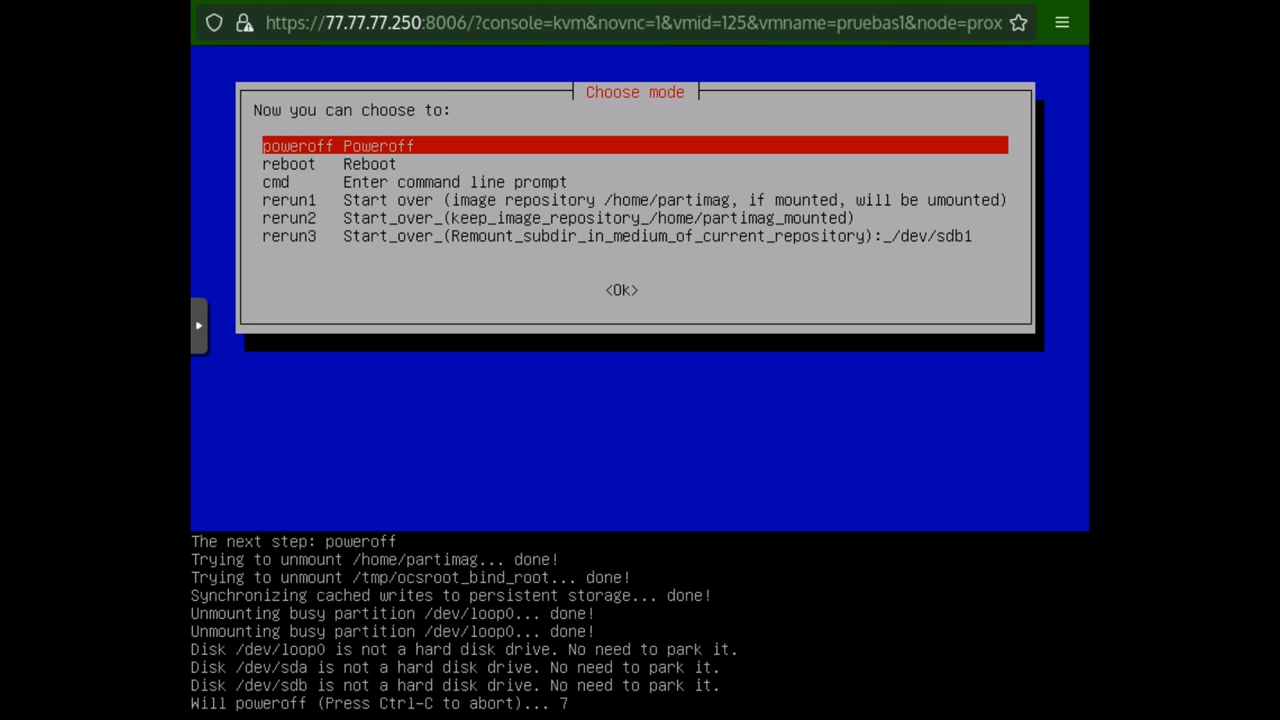 https://77.77.77.250:8006/?console=kvm&novnc=1&vmid=125&vmname=pruebas1&node=prox
Choose mode
Now you can choose to:
poweroff Poweroff
reboot Reboot
cmd Enter command line prompt
rerun1 Start over (image repository /home/partimag, if mounted, will be umounted)
rerun2 Start_over_(keep_image_repository_/home/partimag_mounted)
rerun3 Start_over_(Remount_subdir_in_medium_of_current_repository):_/dev/sdb1
<Ok>
The next step: poweroff
Trying to unmount /home/partimag... done!
Trying to unmount /tmp/ocsroot_bind_root... done!
Synchronizing cached writes to persistent storage... done!
Unmounting busy partition /dev/loop0... done!
Unmounting busy partition /dev/loop0... done!
Disk /dev/loop0 is not a hard disk drive. No need to park it.
Disk /dev/sda is not a hard disk drive. No need to park it.
Disk /dev/sdb is not a hard disk drive. No need to park it.
Will poweroff (Press Ctrl-C to abort)... 7